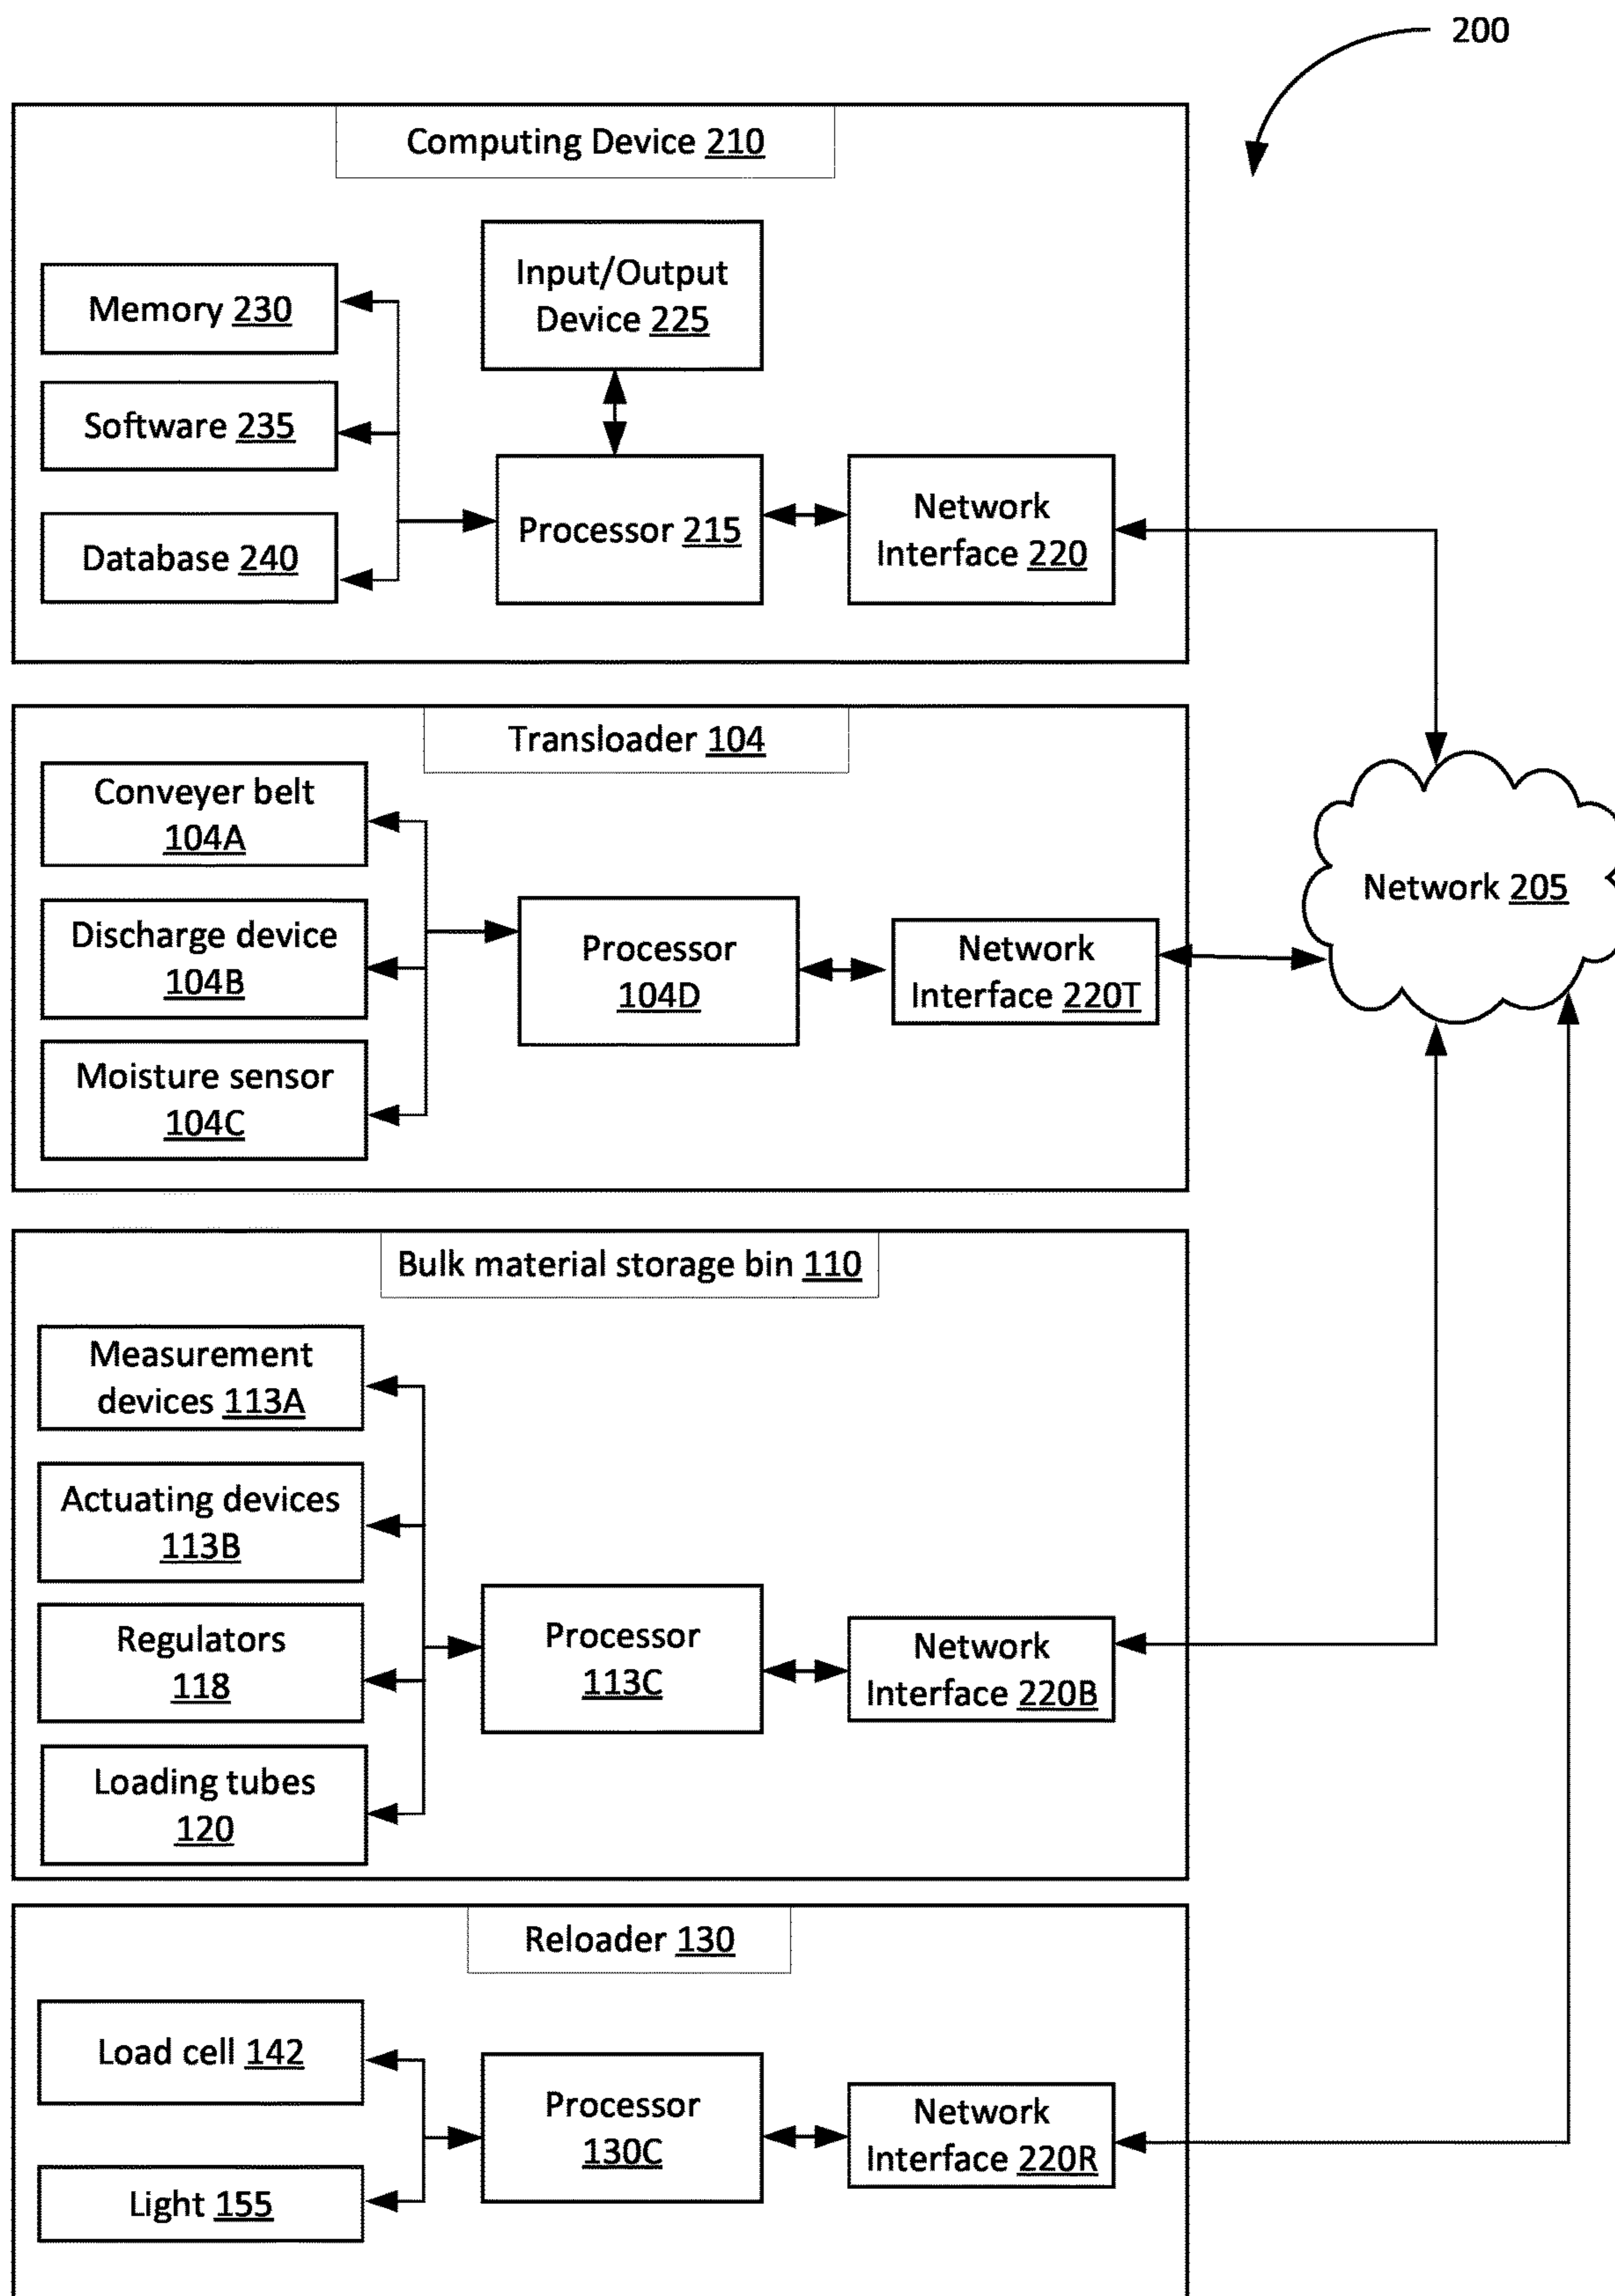 200
Computing Device 210
Input/Output
Device 225
Memory 230
Software 235
Database 240
Processor 215
Network
Interface 220
Transloader 104
Conveyer belt
104A
Discharge device
104B
Moisture sensor
104C
Processor
104D
Network
Interface 220T
Network 205
Bulk material storage bin 110
Measurement
devices 113A
Actuating devices
113B
Regulators
118
Loading tubes
120
Processor
113C
Network
Interface 220B
Reloader 130
Load cell 142
Light 155
Processor
130C
Network
Interface 220R